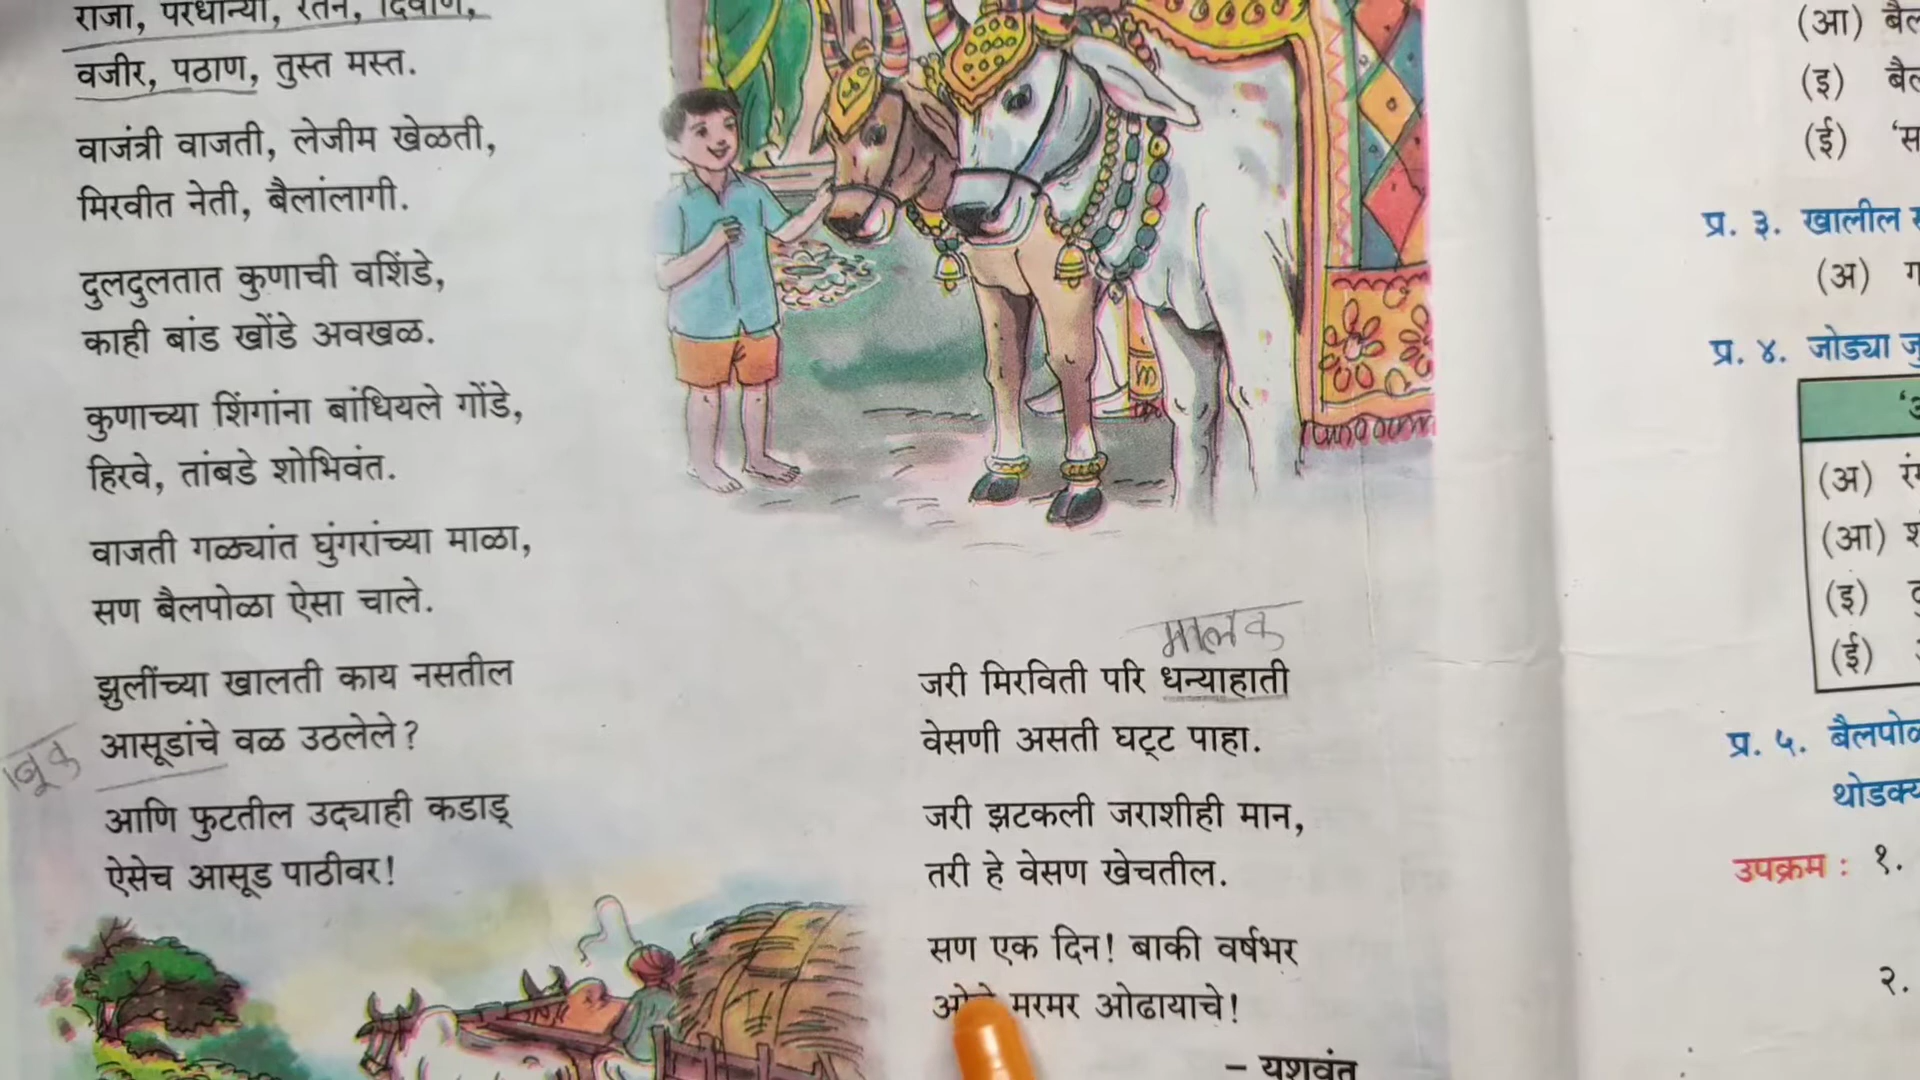 राजा, परधान्या, रतन, दिवाण,
वजीर, पठाण, तुस्त मस्त.
वाजंत्री वाजती, लेजीम खेळती,
मिरवीत नेती, बैलांलागी.
दुलदुलतात कुणाची वशिंडे,
काही बांड खोंडे अवखळ.
कुणाच्या शिंगांना बांधियले गोंडे,
हिरवे, तांबडे शोभिवंत.
वाजती गळ्यांत घुंगरांच्या माळा,
सण बैलपोळा ऐसा चाले.
झुलींच्या खालती काय नसतील
आसूडांचे वळ उठलेले?
आणि फुटतील उद्याही कडाड्
ऐसेच आसूड पाठीवर!
मालक
जरी मिरविती परि धन्याहाती
वेसणी असती घट्ट पाहा.
जरी झटकली जराशीही मान,
तरी हे वेसण खेचतील.
सण एक दिन! बाकी वर्षभर
मरमर ओढायाचे!
– यशवंत
(आ)
(इ)
(ई)
प्र. ३. खालील
(अ)
प्र. ४. जोड्या
(अ)
(आ)
(इ)
(ई)
प्र. ५.
उपक्रम : १.
२.